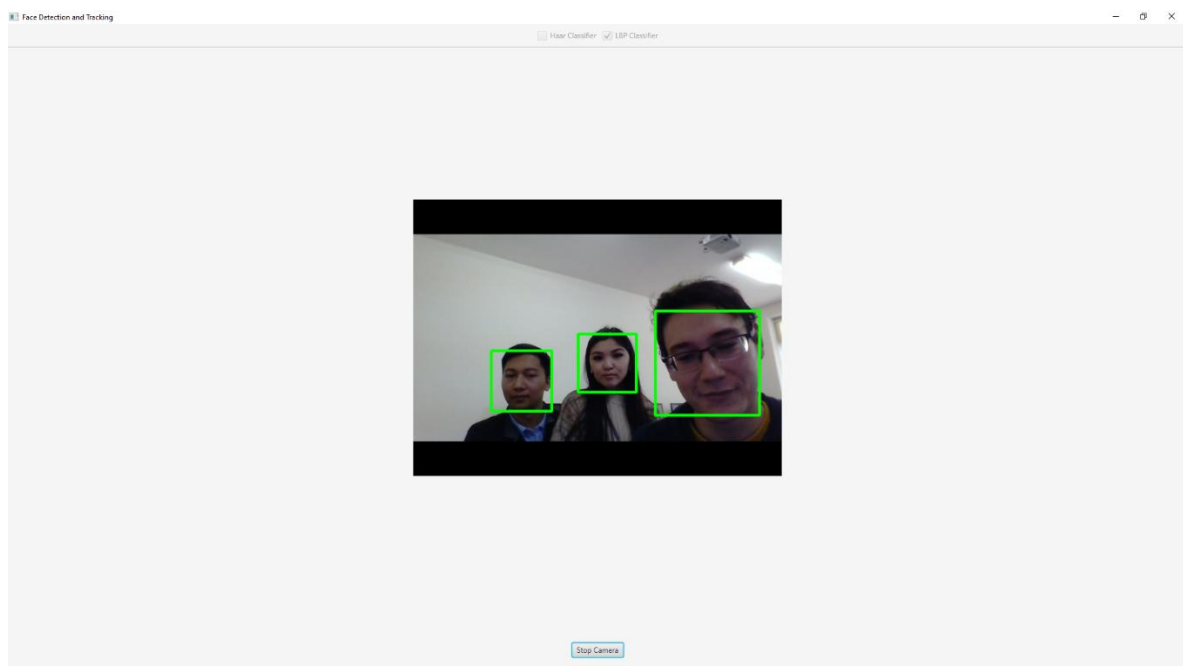 Face Detection and Tracking
Haar Classifier LBP Classifier
Stop Camera